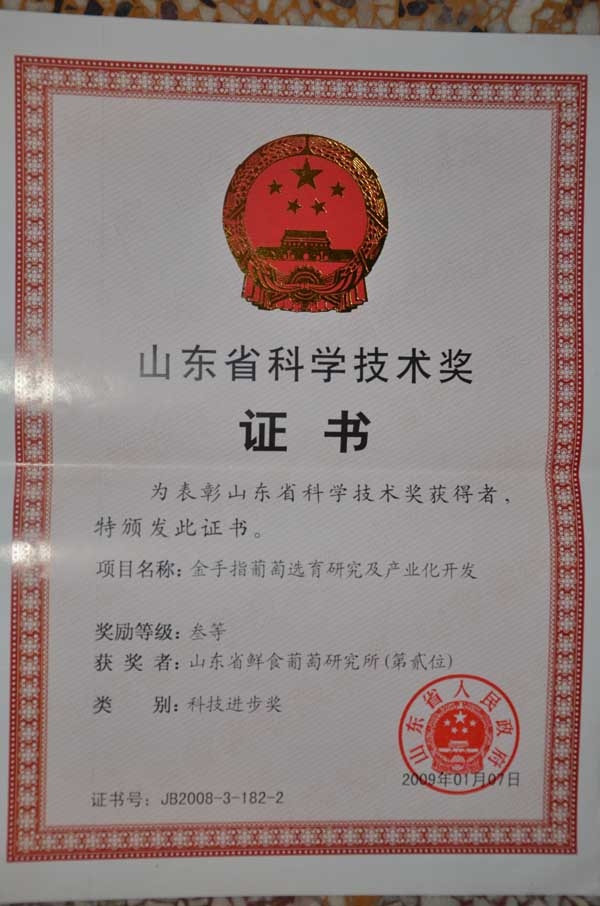 山东省科学技术奖
证书
为表彰山东省科学技术奖获得者，
特颁发此证书。
项目名称：金手指葡萄选育研究及产业化开发
奖励等级：叁等
获奖者：山东省鲜食葡萄研究所(第贰位)
类别：科技进步奖
山东省人民政府
2009年01月07日
证书号：JB2008-3-182-2